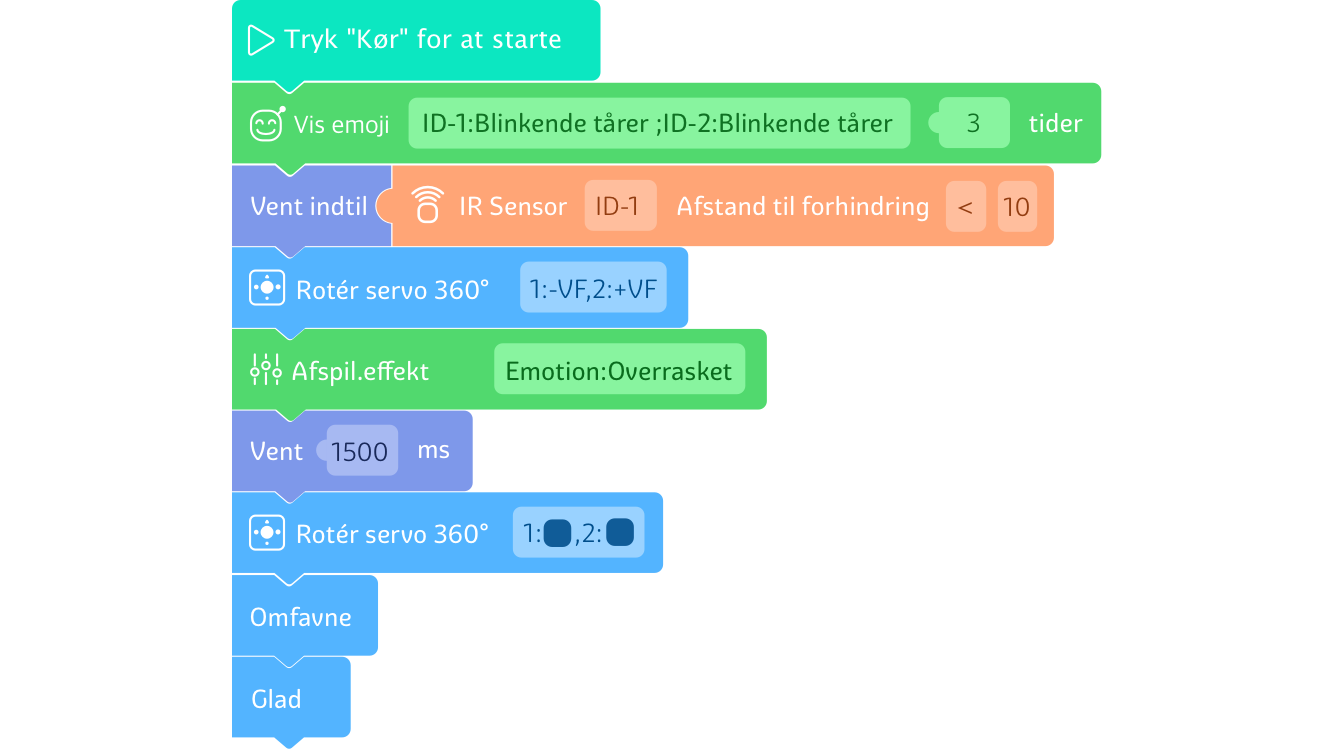 Tryk "Kør" for at starte
Vis emoji ID-1:Blinkende tårer ;ID-2:Blinkende tårer 3 tider
Vent indtil IR Sensor ID-1 Afstand til forhindring < 10
Rotér servo 360° 1:-VF,2:+VF
Afspil.effekt Emotion:Overrasket
Vent 1500 ms
Rotér servo 360° 1: ,2:
Omfavne
Glad